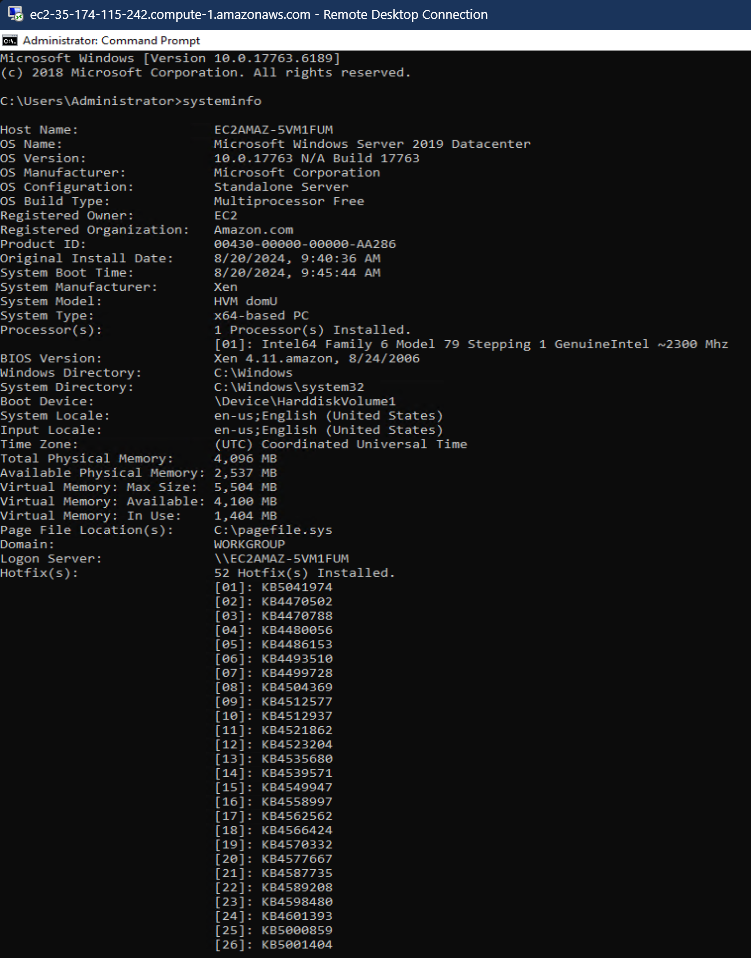 ec2-35-174-115-242.compute-1.amazonaws.com - Remote Desktop Connection
Administrator: Command Prompt
Microsoft Windows [Version 10.0.17763.6189]
(c) 2018 Microsoft Corporation. All rights reserved.
C:\Users\Administrator>systeminfo
Host Name: EC2AMAZ-5VM1FUM
OS Name: Microsoft Windows Server 2019 Datacenter
OS Version: 10.0.17763 N/A Build 17763
OS Manufacturer: Microsoft Corporation
OS Configuration: Standalone Server
OS Build Type: Multiprocessor Free
Registered Owner: EC2
Registered Organization: Amazon.com
Product ID: 00430-00000-00000-AA286
Original Install Date: 8/20/2024, 9:40:36 AM
System Boot Time: 8/20/2024, 9:45:44 AM
System Manufacturer: Xen
System Model: HVM domU
System Type: x64-based PC
Processor(s): 1 Processor(s) Installed.
[01]: Intel64 Family 6 Model 79 Stepping 1 GenuineIntel ~2300 Mhz
BIOS Version: Xen 4.11.amazon, 8/24/2006
Windows Directory: C:\Windows
System Directory: C:\Windows\system32
Boot Device: \Device\HarddiskVolume1
System Locale: en-us;English (United States)
Input Locale: en-us;English (United States)
Time Zone: (UTC) Coordinated Universal Time
Total Physical Memory: 4,096 MB
Available Physical Memory: 2,537 MB
Virtual Memory: Max Size: 5,504 MB
Virtual Memory: Available: 4,100 MB
Virtual Memory: In Use: 1,404 MB
Page File Location(s): C:\pagefile.sys
Domain: WORKGROUP
Logon Server: \\EC2AMAZ-5VM1FUM
Hotfix(s): 52 Hotfix(s) Installed.
[01]: KB5041974
[02]: KB4470502
[03]: KB4470788
[04]: KB4480056
[05]: KB4486153
[06]: KB4493510
[07]: KB4499728
[08]: KB4504369
[09]: KB4512577
[10]: KB4512937
[11]: KB4521862
[12]: KB4523204
[13]: KB4535680
[14]: KB4539571
[15]: KB4549947
[16]: KB4558997
[17]: KB4562562
[18]: KB4566424
[19]: KB4570332
[20]: KB4577667
[21]: KB4587735
[22]: KB4589208
[23]: KB4598480
[24]: KB4601393
[25]: KB5000859
[26]: KB5001404